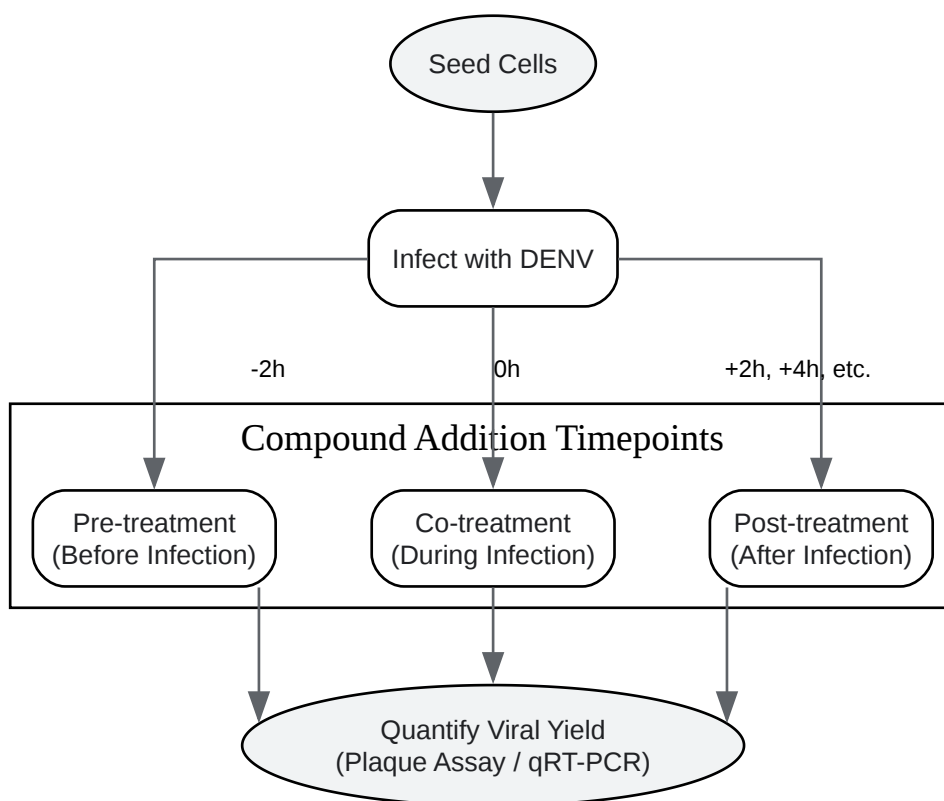 Seed Cells
Infect with DENV
-2h
0h
+2h, +4h, etc.
Compound Addition Timepoints
Pre-treatment
(Before Infection)
Co-treatment
(During Infection)
Post-treatment
(After Infection)
Quantify Viral Yield
(Plaque Assay / qRT-PCR)